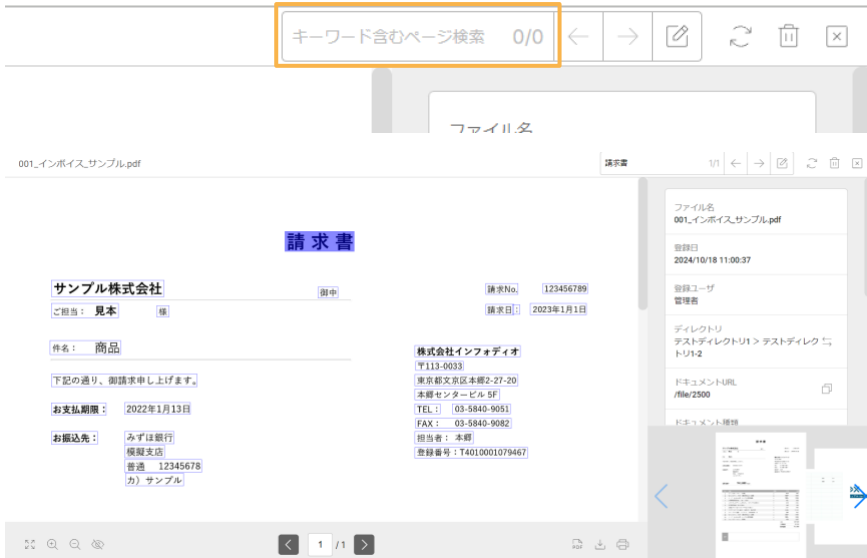 キーワード含むページ検索 0/0
ファイル名
001_インボイス_サンプル.pdf
請求書 1/1
請求書
サンプル株式会社 御中
ご担当： 見本 様
件名： 商品
下記の通り、御請求申し上げます。
お支払期限： 2022年1月13日
お振込先： みずほ銀行
模擬支店
普通 12345678
カ）サンプル
請求No. 123456789
請求日： 2023年1月1日
株式会社インフォディオ
〒113-0033
東京都文京区本郷2-27-20
本郷センタービル 5F
TEL： 03-5840-9051
FAX： 03-5840-9082
担当者： 本郷
登録番号：T4010001079467
ファイル名
001_インボイス_サンプル.pdf
登録日
2024/10/18 11:00:37
登録ユーザ
管理者
ディレクトリ
テストディレクトリ1 > テストディレク
トリ1-2
ドキュメントURL
/file/2500
ドキュメント種類
1 /1
PDF